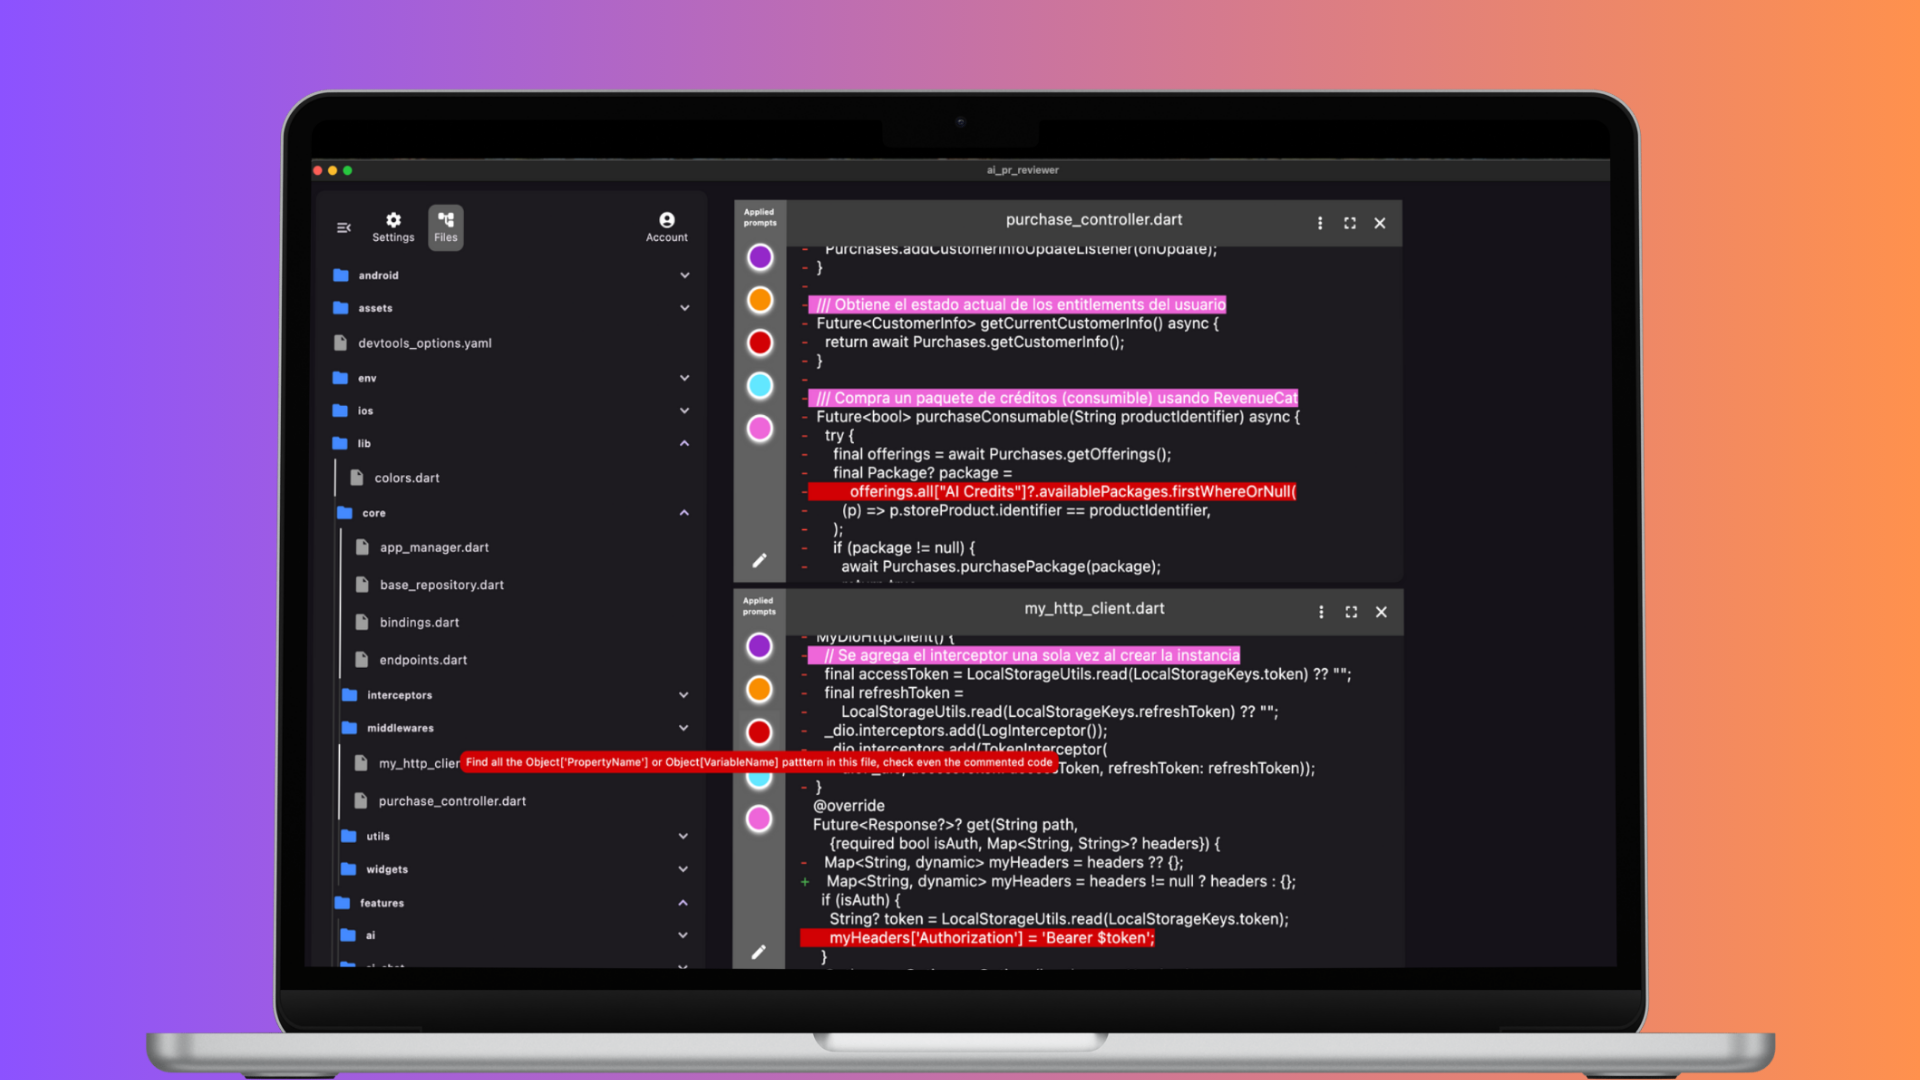 ai_pr_reviewer
Settings
Files
Account
android
assets
devtools_options.yaml
env
ios
lib
colors.dart
core
app_manager.dart
base_repository.dart
bindings.dart
endpoints.dart
interceptors
middlewares
my_http_clien
purchase_controller.dart
utils
widgets
features
ai
Applied
prompts
purchase_controller.dart
- Purchases.addCustomerInfoUpdateListener(onUpdate);
- }
-
- /// Obtiene el estado actual de los entitlements del usuario
- Future<CustomerInfo> getCurrentCustomerInfo() async {
- return await Purchases.getCustomerInfo();
- }
-
- /// Compra un paquete de créditos (consumible) usando RevenueCat
- Future<bool> purchaseConsumable(String productIdentifier) async {
- try {
- final offerings = await Purchases.getOfferings();
- final Package? package =
- offerings.all["AI Credits"]?.availablePackages.firstWhereOrNull(
- (p) => p.storeProduct.identifier == productIdentifier,
- );
- if (package != null) {
- await Purchases.purchasePackage(package);
Applied
prompts
my_http_client.dart
- MyDioHttpClient() {
- // Se agrega el interceptor una sola vez al crear la instancia
- final accessToken = LocalStorageUtils.read(LocalStorageKeys.token) ?? "";
- final refreshToken =
- LocalStorageUtils.read(LocalStorageKeys.refreshToken) ?? "";
- _dio.interceptors.add(LogInterceptor());
- _dio.interceptors.add(TokenInterceptor(
Find all the Object['PropertyName'] or Object[VariableName] patttern in this file, check even the commented code
Token, refreshToken: refreshToken));
- }
@override
Future<Response?>? get(String path,
{required bool isAuth, Map<String, String>? headers}) {
- Map<String, dynamic> myHeaders = headers ?? {};
+ Map<String, dynamic> myHeaders = headers != null ? headers : {};
if (isAuth) {
String? token = LocalStorageUtils.read(LocalStorageKeys.token);
myHeaders['Authorization'] = 'Bearer $token';
}